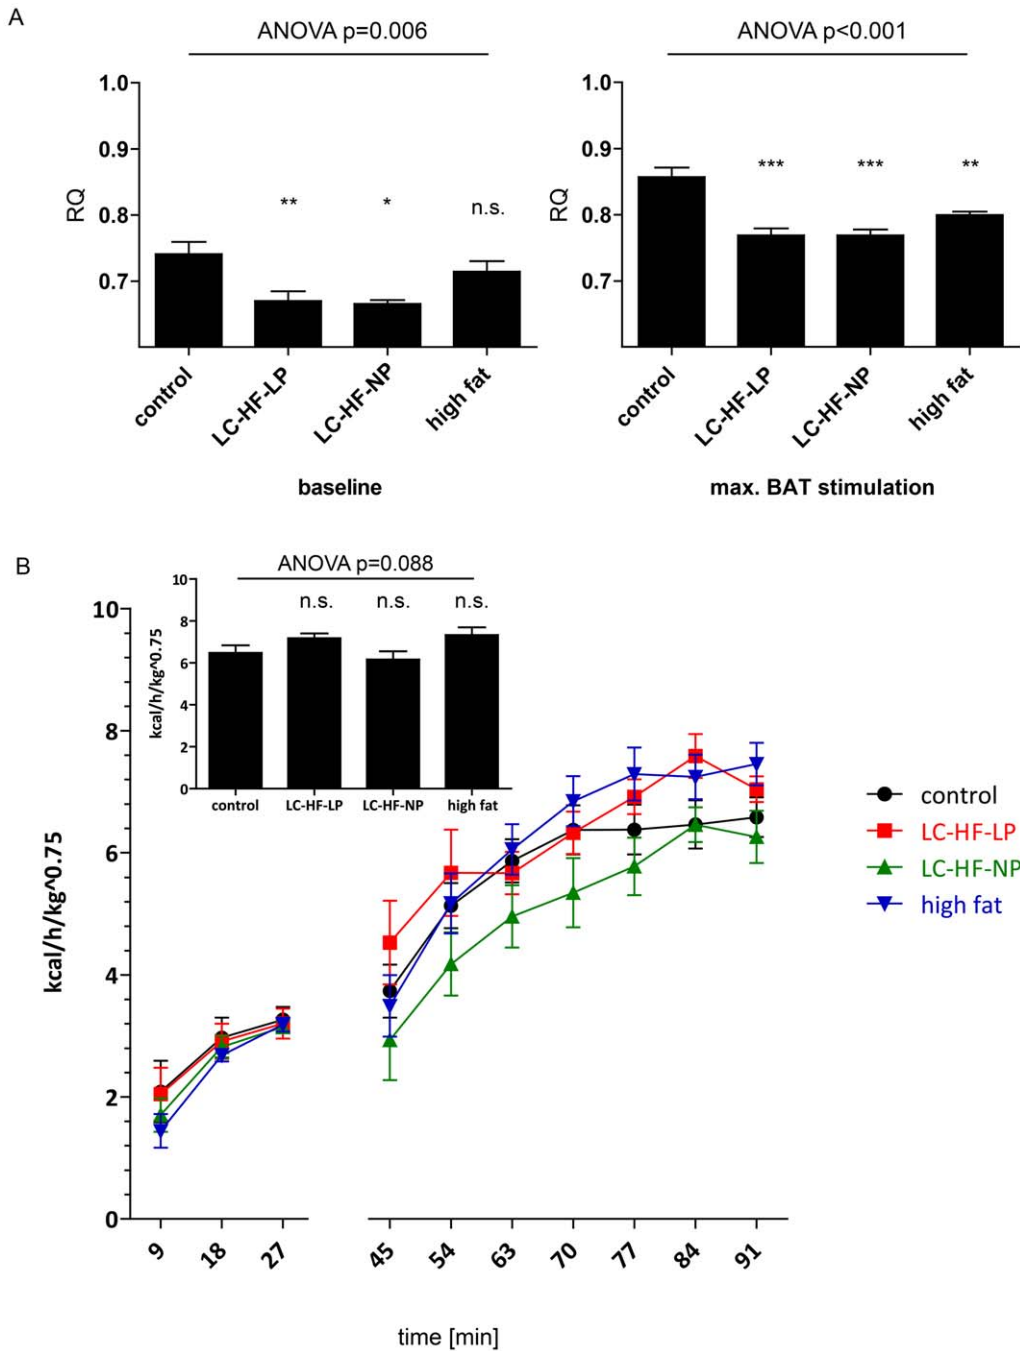 A
ANOVA p=0.006
ANOVA p<0.001
1.0
0.9
0.8
0.7
RQ
** * n.s.
control
LC-HF-LP
LC-HF-NP
high fat
baseline
1.0
0.9
0.8
0.7
RQ
*** *** **
control
LC-HF-LP
LC-HF-NP
high fat
max. BAT stimulation
B
ANOVA p=0.088
n.s. n.s. n.s.
10
8
6
4
2
0
kcal/h/kg^0.75
control LC-HF-LP LC-HF-NP high fat
10
8
6
4
2
0
kcal/h/kg^0.75
control
LC-HF-LP
LC-HF-NP
high fat
9 18 27 45 54 63 70 77 84 91
time [min]